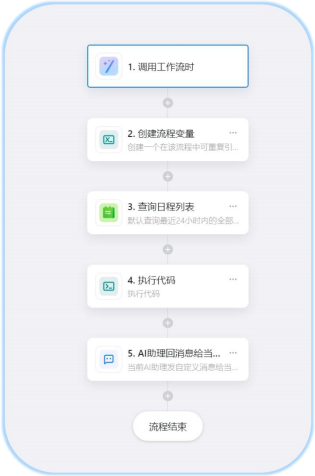 1. 调用工作流时
2. 创建流程变量
创建一个在该流程中可重复引...
3. 查询日程列表
默认查询最近24小时内的全部...
4. 执行代码
执行代码
5. AI助理回消息给当...
当前AI助理发自定义消息给当...
流程结束